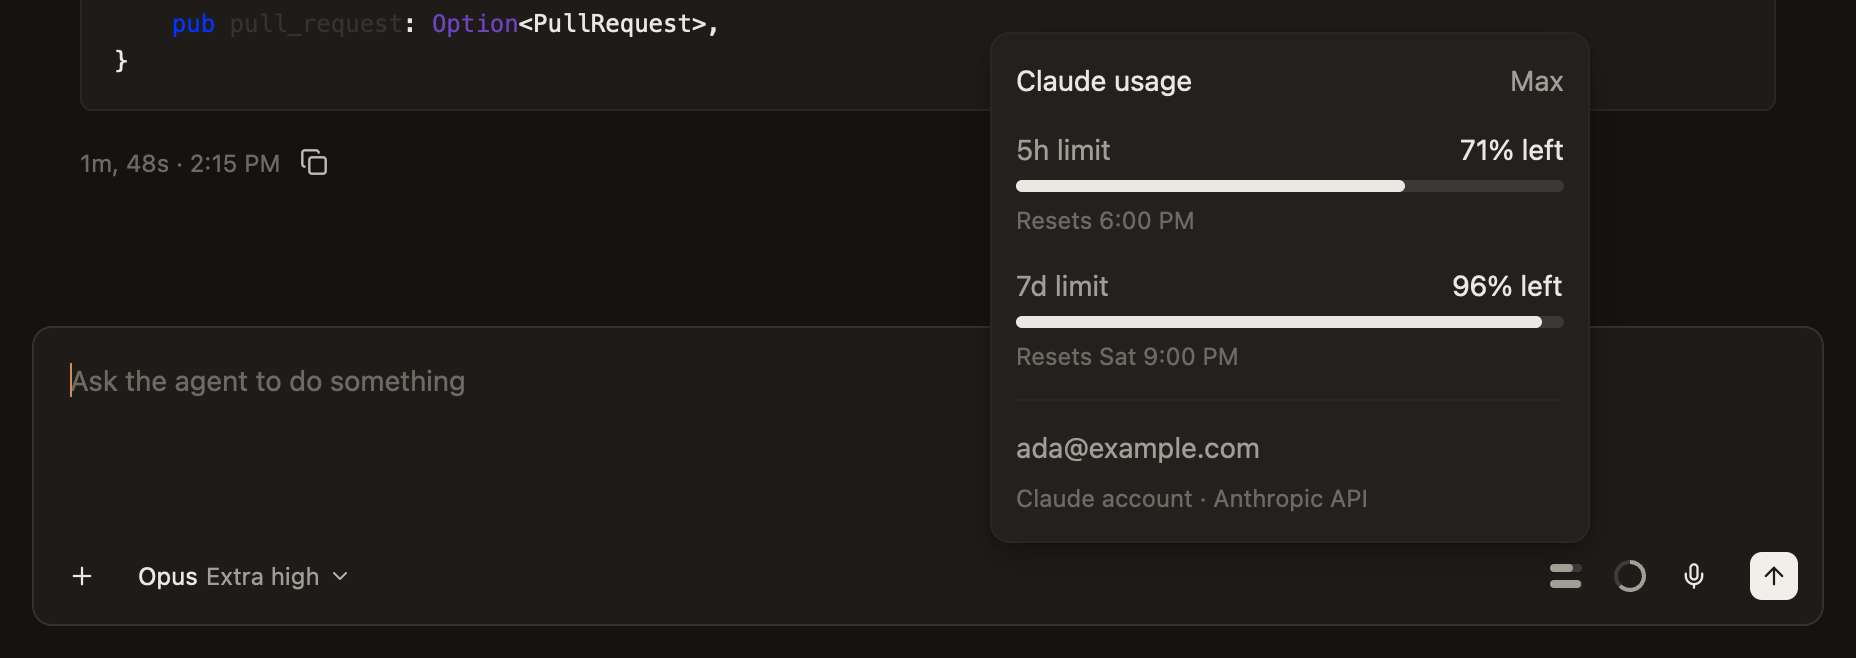 pub pull_request: Option<PullRequest>,
}
1m, 48s · 2:15 PM
Claude usage
Max
5h limit
71% left
Resets 6:00 PM
7d limit
96% left
Resets Sat 9:00 PM
ada@example.com
Claude account · Anthropic API
Ask the agent to do something
Opus Extra high